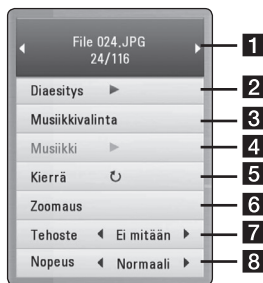 File 024.JPG
24/116
1
Diaesitys
2
Musiikkivalinta
3
Musiikki
4
Kierrä
5
Zoomaus
6
Tehoste Ei mitään
7
Nopeus Normaali
8